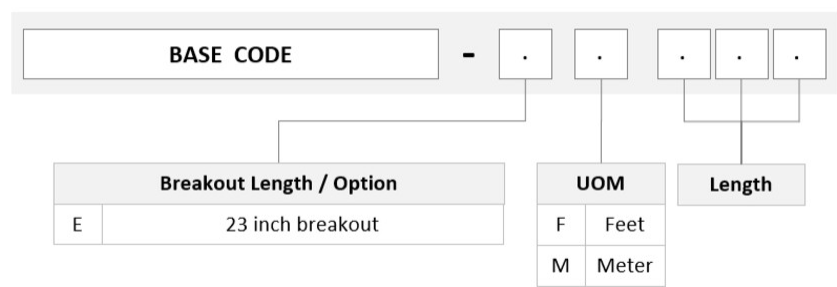 BASE CODE - . . . . .
Breakout Length / Option UOM Length
E 23 inch breakout F Feet
M Meter